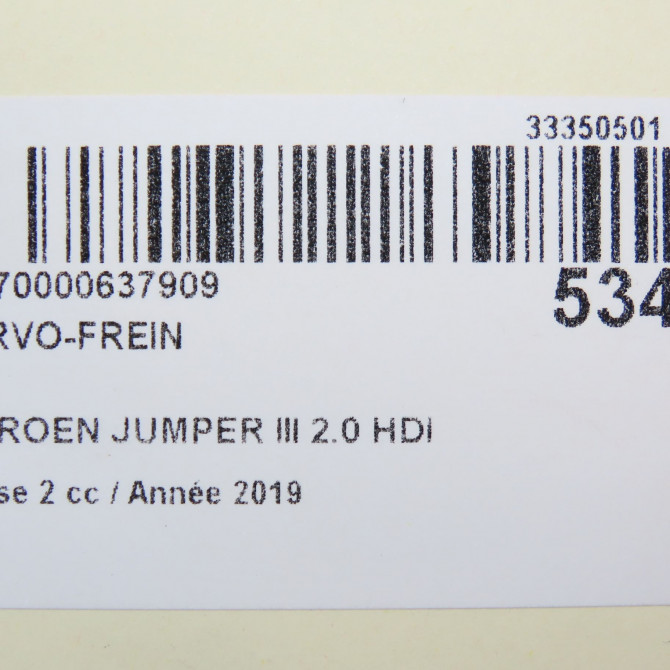 33350501
70000637909
534
RVO-FREIN
ROEN JUMPER III 2.0 HDI
se 2 cc / Année 2019